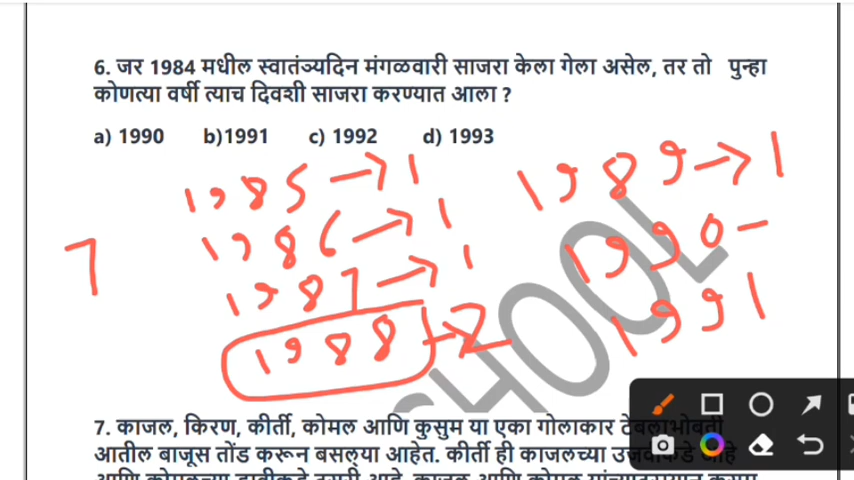 6. जर 1984 मधील स्वातंत्र्यदिन मंगळवारी साजरा केला गेला असेल, तर तो पुन्हा
कोणत्या वर्षी त्याच दिवशी साजरा करण्यात आला ?
a) 1990 b)1991 c) 1992 d) 1993
1985 → 1
1986 → 1
1987 → 1
1988 → 2
7
1989 → 1
1990 -
1991
HOOL
7. काजल, किरण, कीर्ती, कोमल आणि कुसुम या एका गोलाकार टेबलाभोवती
आतील बाजूस तोंड करून बसल्या आहेत. कीर्ती ही काजलच्या उजवीकडे आहे